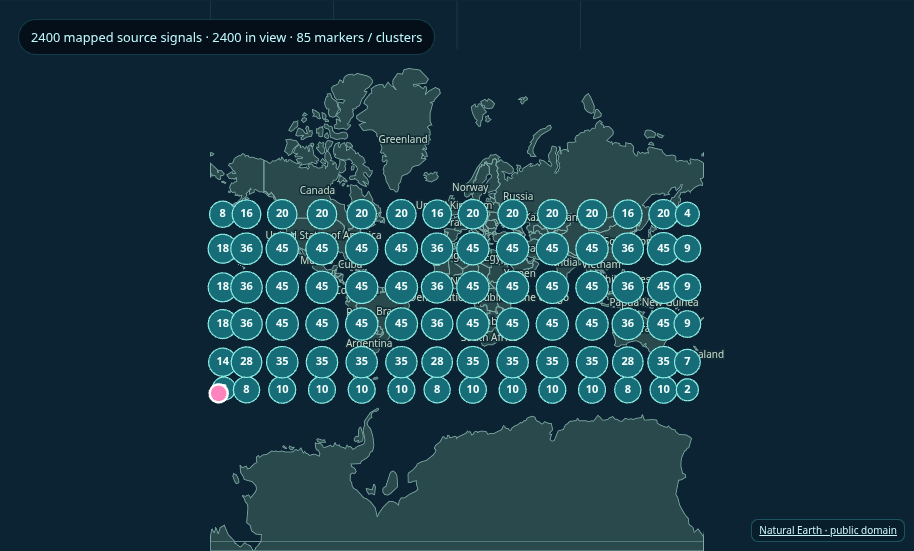 2400 mapped source signals · 2400 in view · 85 markers / clusters
Greenland
Norway
Canada
Russia
8 16 20 20 20 20 16 20 20 20 20 16 20 4
18 36 45 45 45 45 36 45 45 45 45 36 45 9
Cuba
18 36 45 45 45 45 36 45 45 45 45 36 45 9
Papua New Guinea
18 36 45 45 45 45 36 45 45 45 45 36 45 9
Argentina
14 28 35 35 35 35 28 35 35 35 35 28 35 7
8 10 10 10 10 8 10 10 10 10 8 10 2
Natural Earth · public domain